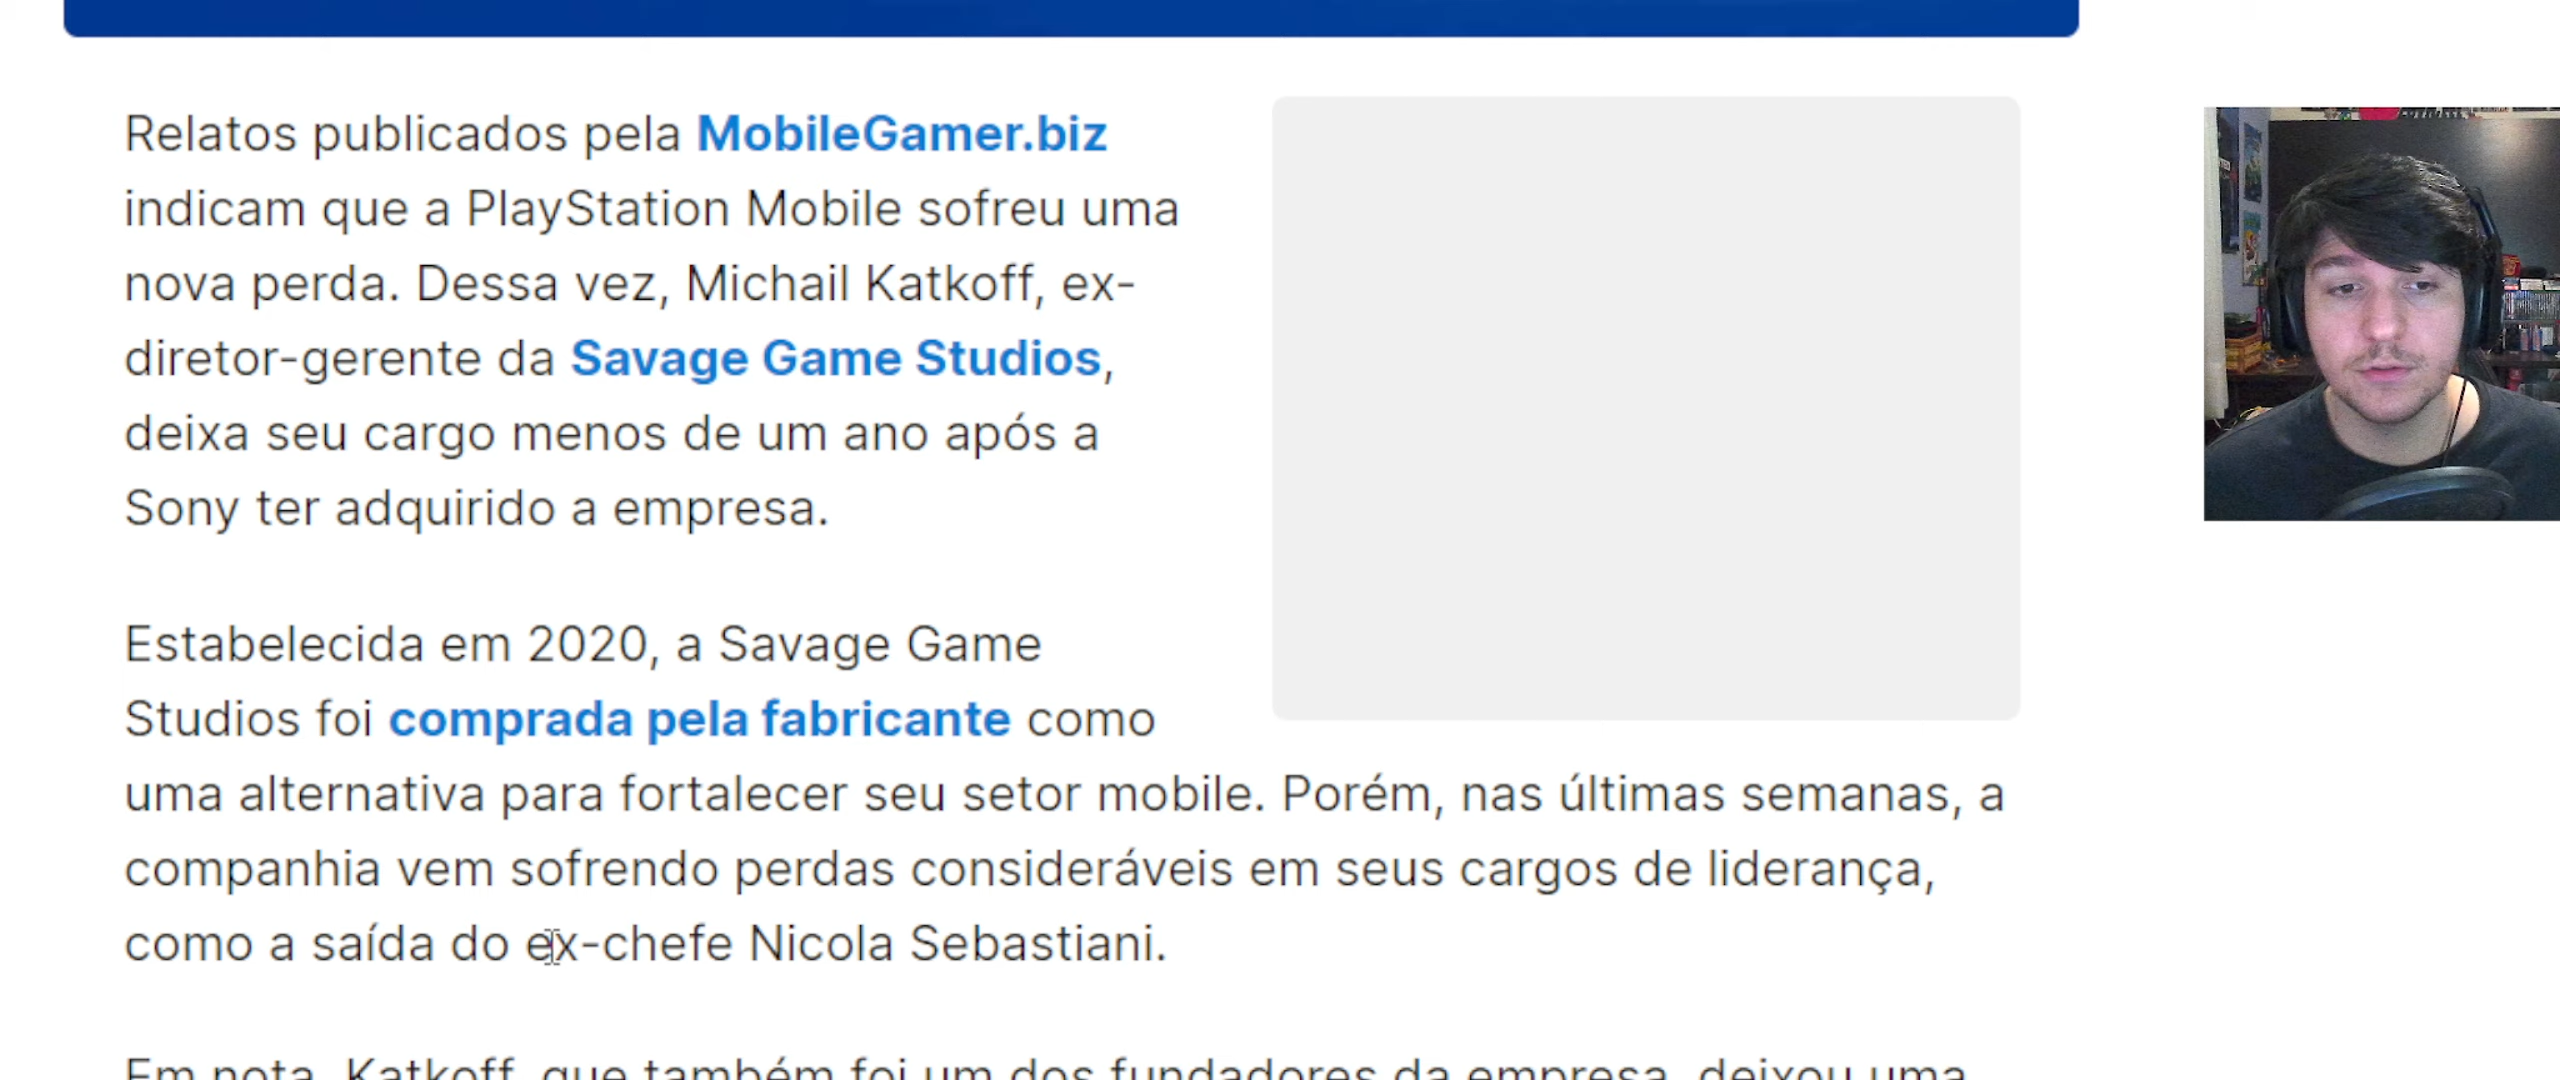 Relatos publicados pela MobileGamer.biz
indicam que a PlayStation Mobile sofreu uma
nova perda. Dessa vez, Michail Katkoff, ex-
diretor-gerente da Savage Game Studios,
deixa seu cargo menos de um ano após a
Sony ter adquirido a empresa.
Estabelecida em 2020, a Savage Game
Studios foi comprada pela fabricante como
uma alternativa para fortalecer seu setor mobile. Porém, nas últimas semanas, a
companhia vem sofrendo perdas consideráveis em seus cargos de liderança,
como a saída do ex-chefe Nicola Sebastiani.
Em nota, Katkoff, que também foi um dos fundadores da empresa, deixou uma